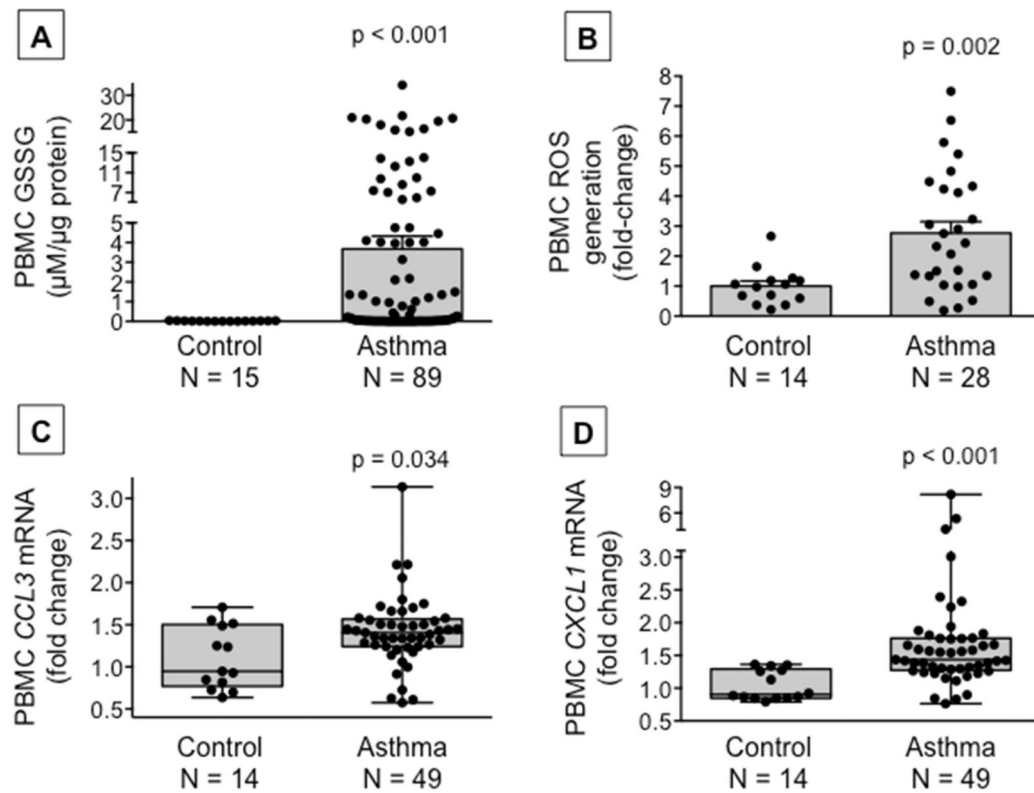 A
p < 0.001
PBMC GSSG
(µM/µg protein)
30
20
15
11
7
5
4
3
2
1
0
Control
N = 15
Asthma
N = 89
B
p = 0.002
PBMC ROS
generation
(fold-change)
8
7
6
5
4
3
2
1
0
Control
N = 14
Asthma
N = 28
C
p = 0.034
PBMC CCL3 mRNA
(fold change)
3.0
2.5
2.0
1.5
1.0
0.5
Control
N = 14
Asthma
N = 49
D
p < 0.001
PBMC CXCL1 mRNA
(fold change)
9
6
3.0
2.5
2.0
1.5
1.0
0.5
Control
N = 14
Asthma
N = 49